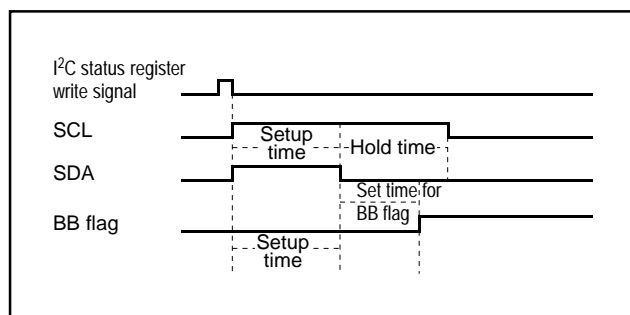 I²C status register
write signal
SCL
Setup
time
Hold time
SDA
Set time for
BB flag
BB flag
Setup
time